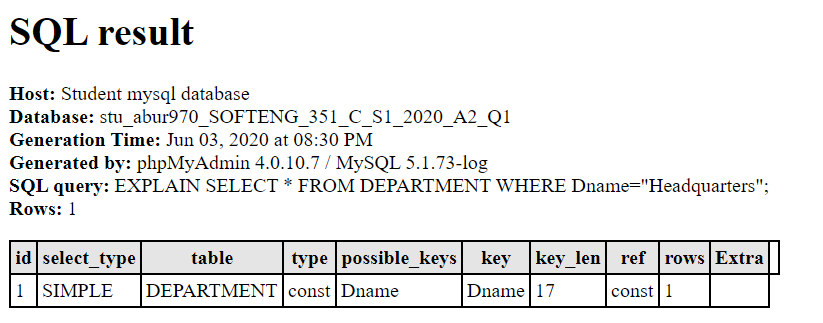 SQL result
Host: Student mysql database
Database: stu_abur970_SOFTENG_351_C_S1_2020_A2_Q1
Generation Time: Jun 03, 2020 at 08:30 PM
Generated by: phpMyAdmin 4.0.10.7 / MySQL 5.1.73-log
SQL query: EXPLAIN SELECT * FROM DEPARTMENT WHERE Dname="Headquarters";
Rows: 1
id select_type table type possible_keys key key_len ref rows Extra
1 SIMPLE DEPARTMENT const Dname Dname 17 const 1